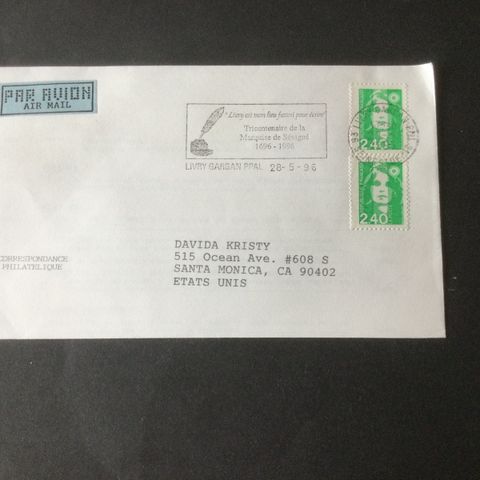 PAR AVION
AIR MAIL
"Livry est mon lieu favori pour écrire"
Tricentenaire de la
Marquise de Sévigné
1696 - 1996
LIVRY GARGAN PPAL 28-5-96
2,40
2,40
CORRESPONDANCE
PHILATELIQUE
DAVIDA KRISTY
515 Ocean Ave. #608 S
SANTA MONICA, CA 90402
ETATS UNIS